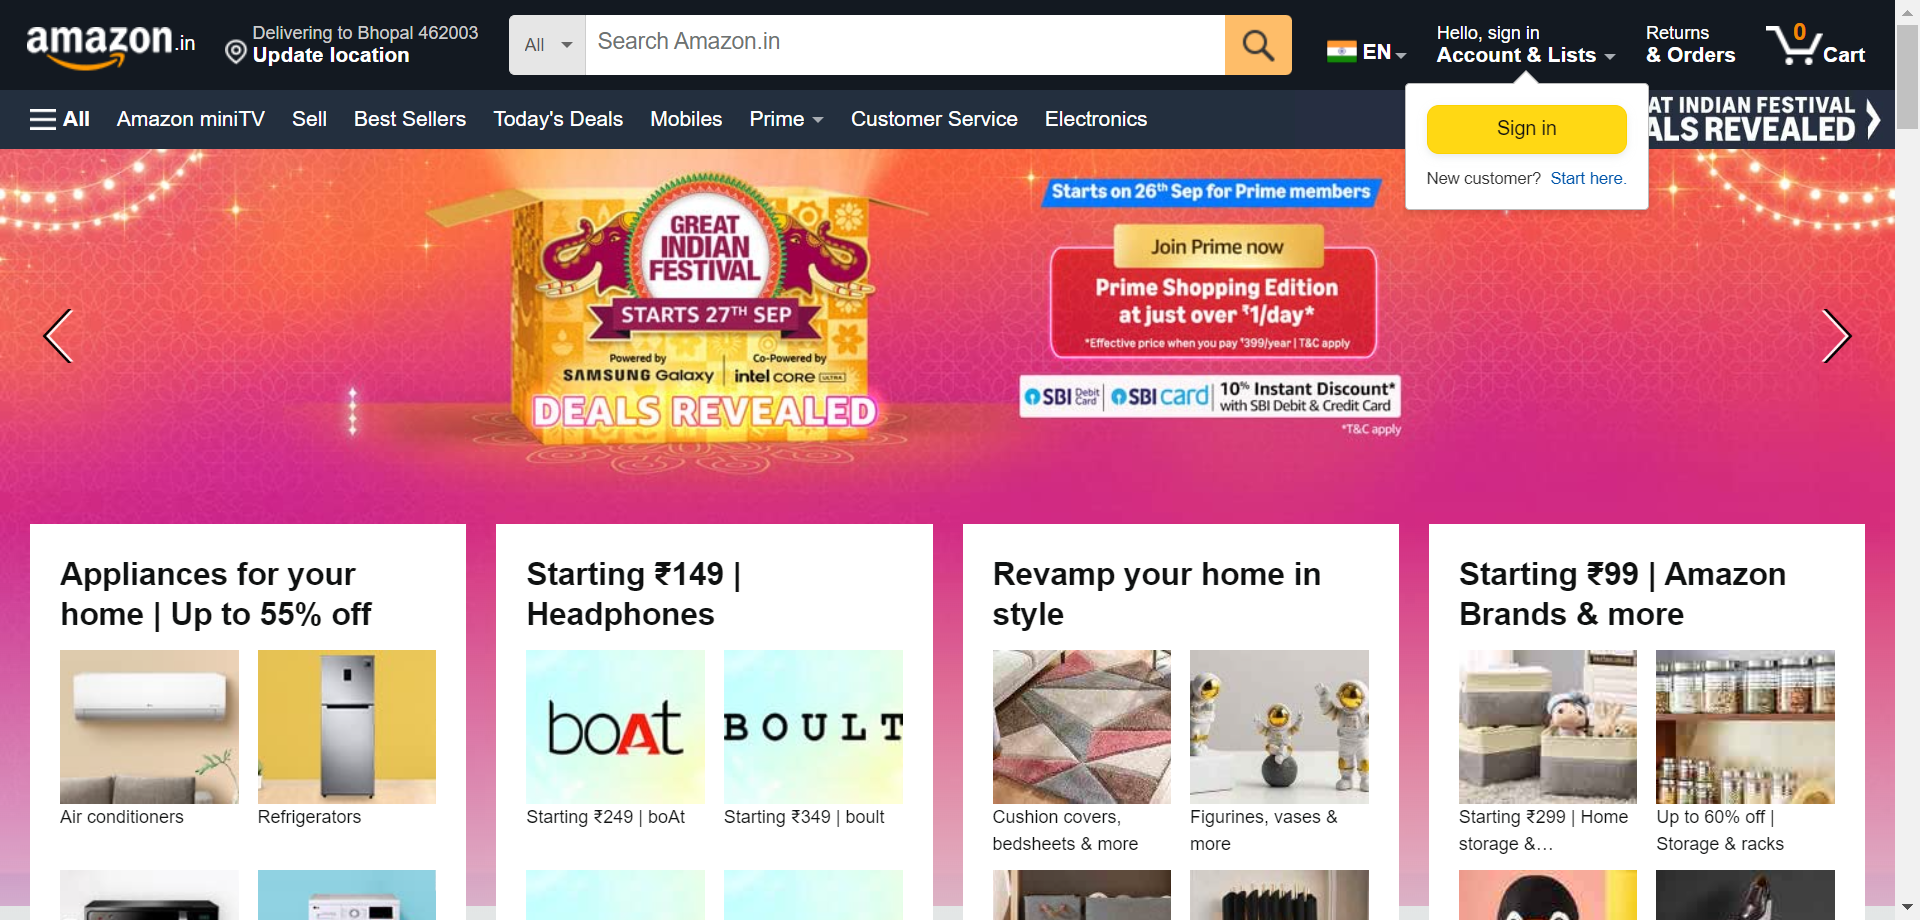 amazon.in
Delivering to Bhopal 462003
Update location
All
Search Amazon.in
EN
Hello, sign in
Account & Lists
Returns
& Orders
0
Cart
All
Amazon miniTV
Sell
Best Sellers
Today's Deals
Mobiles
Prime
Customer Service
Electronics
AT INDIAN FESTIVAL
ALS REVEALED
Sign in
New customer? Start here.
GREAT
INDIAN
FESTIVAL
STARTS 27TH SEP
Powered by
SAMSUNG Galaxy
Co-Powered by
intel CORE ULTRA
DEALS REVEALED
Starts on 26th Sep for Prime members
Join Prime now
Prime Shopping Edition
at just over ₹1/day*
*Effective price when you pay ₹399/year | T&C apply
SBI Debit Card
SBI card
10% Instant Discount*
with SBI Debit & Credit Card
*T&C apply
Appliances for your
home | Up to 55% off
Air conditioners
Refrigerators
Starting ₹149 |
Headphones
boAt
BOULT
Starting ₹249 | boAt
Starting ₹349 | boult
Revamp your home in
style
Cushion covers,
bedsheets & more
Figurines, vases &
more
Starting ₹99 | Amazon
Brands & more
Starting ₹299 | Home
storage &…
Up to 60% off |
Storage & racks